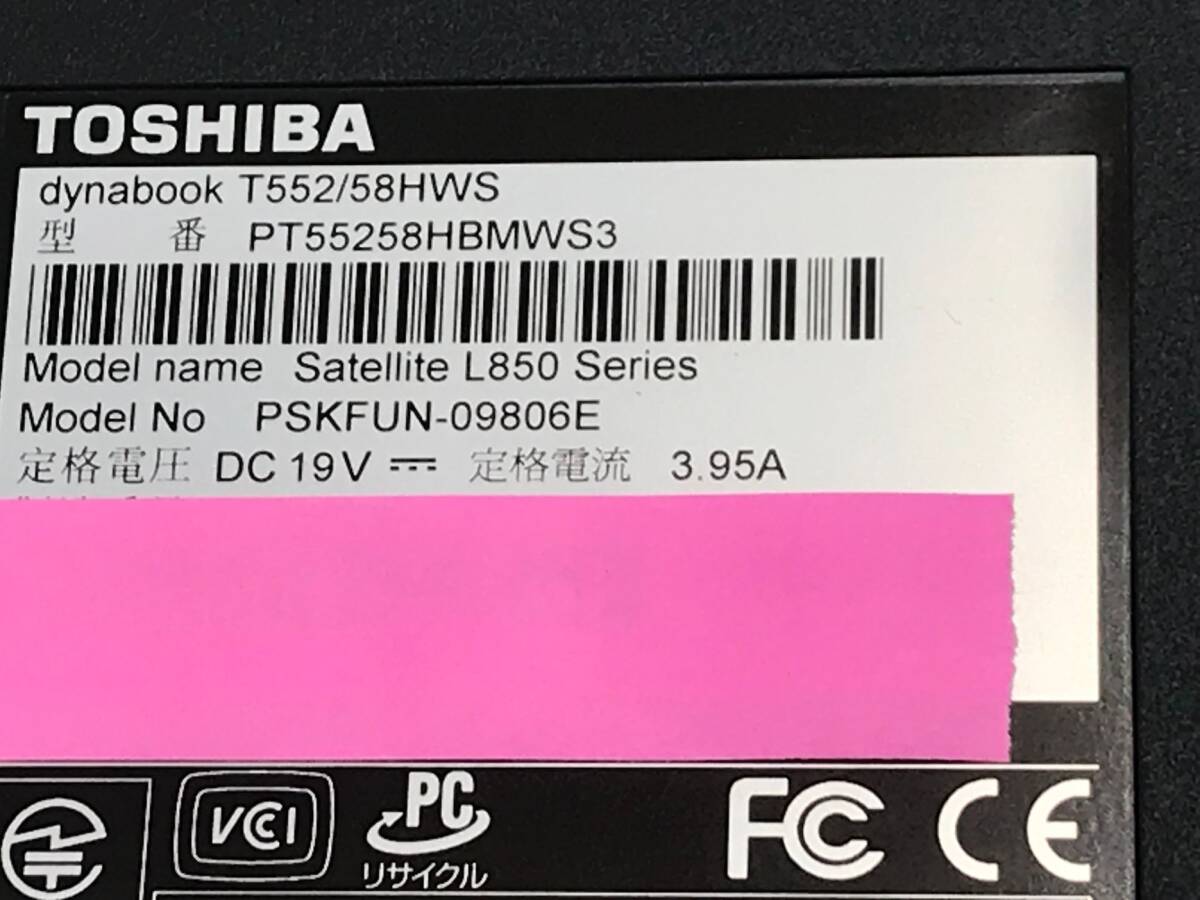 TOSHIBA
dynabook T552/58HWS
型 番 PT55258HBMWS3
Model name Satellite L850 Series
Model No PSKFUN-09806E
定格電圧 DC 19V ⎓ 定格電流 3.95A
VCCI PC FC CE
リサイクル